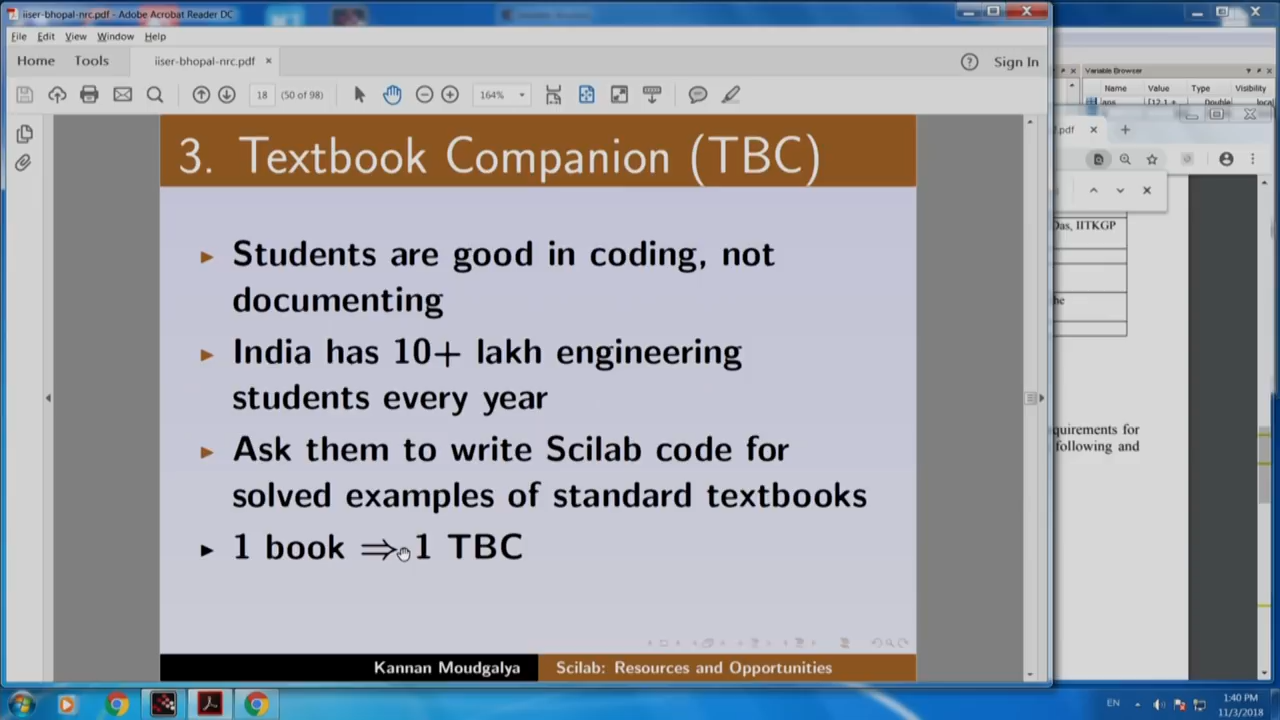 iiser-bhopal-nrc.pdf - Adobe Acrobat Reader DC
File Edit View Window Help
Home Tools iiser-bhopal-nrc.pdf × Sign In
18 (50 of 98) 164%
3. Textbook Companion (TBC)
Students are good in coding, not
documenting
India has 10+ lakh engineering
students every year
Ask them to write Scilab code for
solved examples of standard textbooks
1 book ⇒ 1 TBC
Kannan Moudgalya Scilab: Resources and Opportunities
Variable Browser
Name Value Type Visibility
ans Double
.pdf
Das, IITKGP
he
quirements for
following and
EN 1:40 PM
11/3/2018